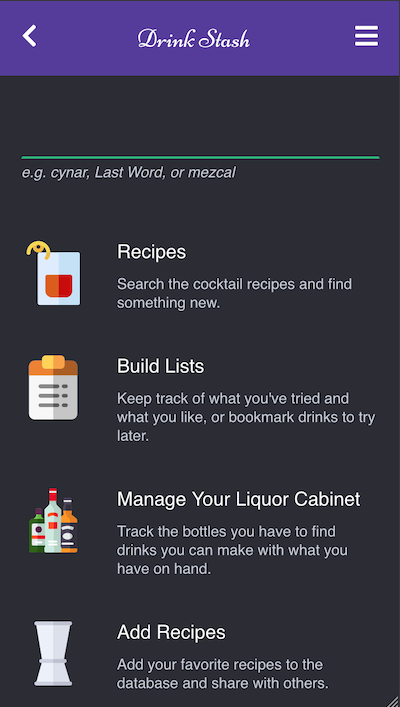 Drink Stash
e.g. cynar, Last Word, or mezcal
Recipes
Search the cocktail recipes and find
something new.
Build Lists
Keep track of what you've tried and
what you like, or bookmark drinks to try
later.
Manage Your Liquor Cabinet
Track the bottles you have to find
drinks you can make with what you
have on hand.
Add Recipes
Add your favorite recipes to the
database and share with others.